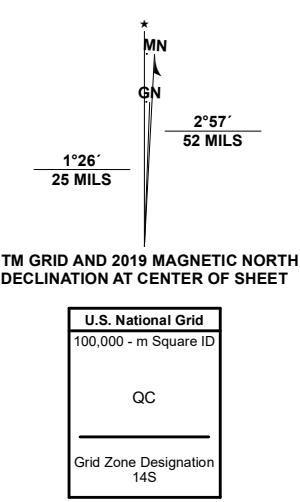 MN
GN
2°57´
52 MILS
1°26´
25 MILS
TM GRID AND 2019 MAGNETIC NORTH
DECLINATION AT CENTER OF SHEET
U.S. National Grid
100,000 - m Square ID
QC
Grid Zone Designation
14S